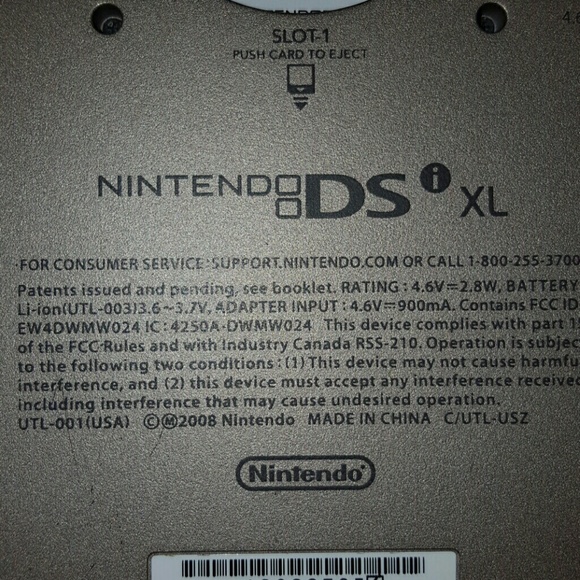 SLOT-1
PUSH CARD TO EJECT
NINTENDO DSi XL
FOR CONSUMER SERVICE: SUPPORT.NINTENDO.COM OR CALL 1-800-255-3700
Patents issued and pending, see booklet. RATING : 4.6V⎓2.8W, BATTERY
Li-ion(UTL-003)3.6~3.7V, ADAPTER INPUT : 4.6V⎓900mA. Contains FCC ID
EW4DWMW024 IC : 4250A-DWMW024 This device complies with part 1
of the FCC Rules and with Industry Canada RSS-210. Operation is subjec
to the following two conditions : (1) This device may not cause harmfu
interference, and (2) this device must accept any interference receive
including interference that may cause undesired operation.
UTL-001(USA) ©Ⓜ2008 Nintendo MADE IN CHINA C/UTL-USZ
Nintendo